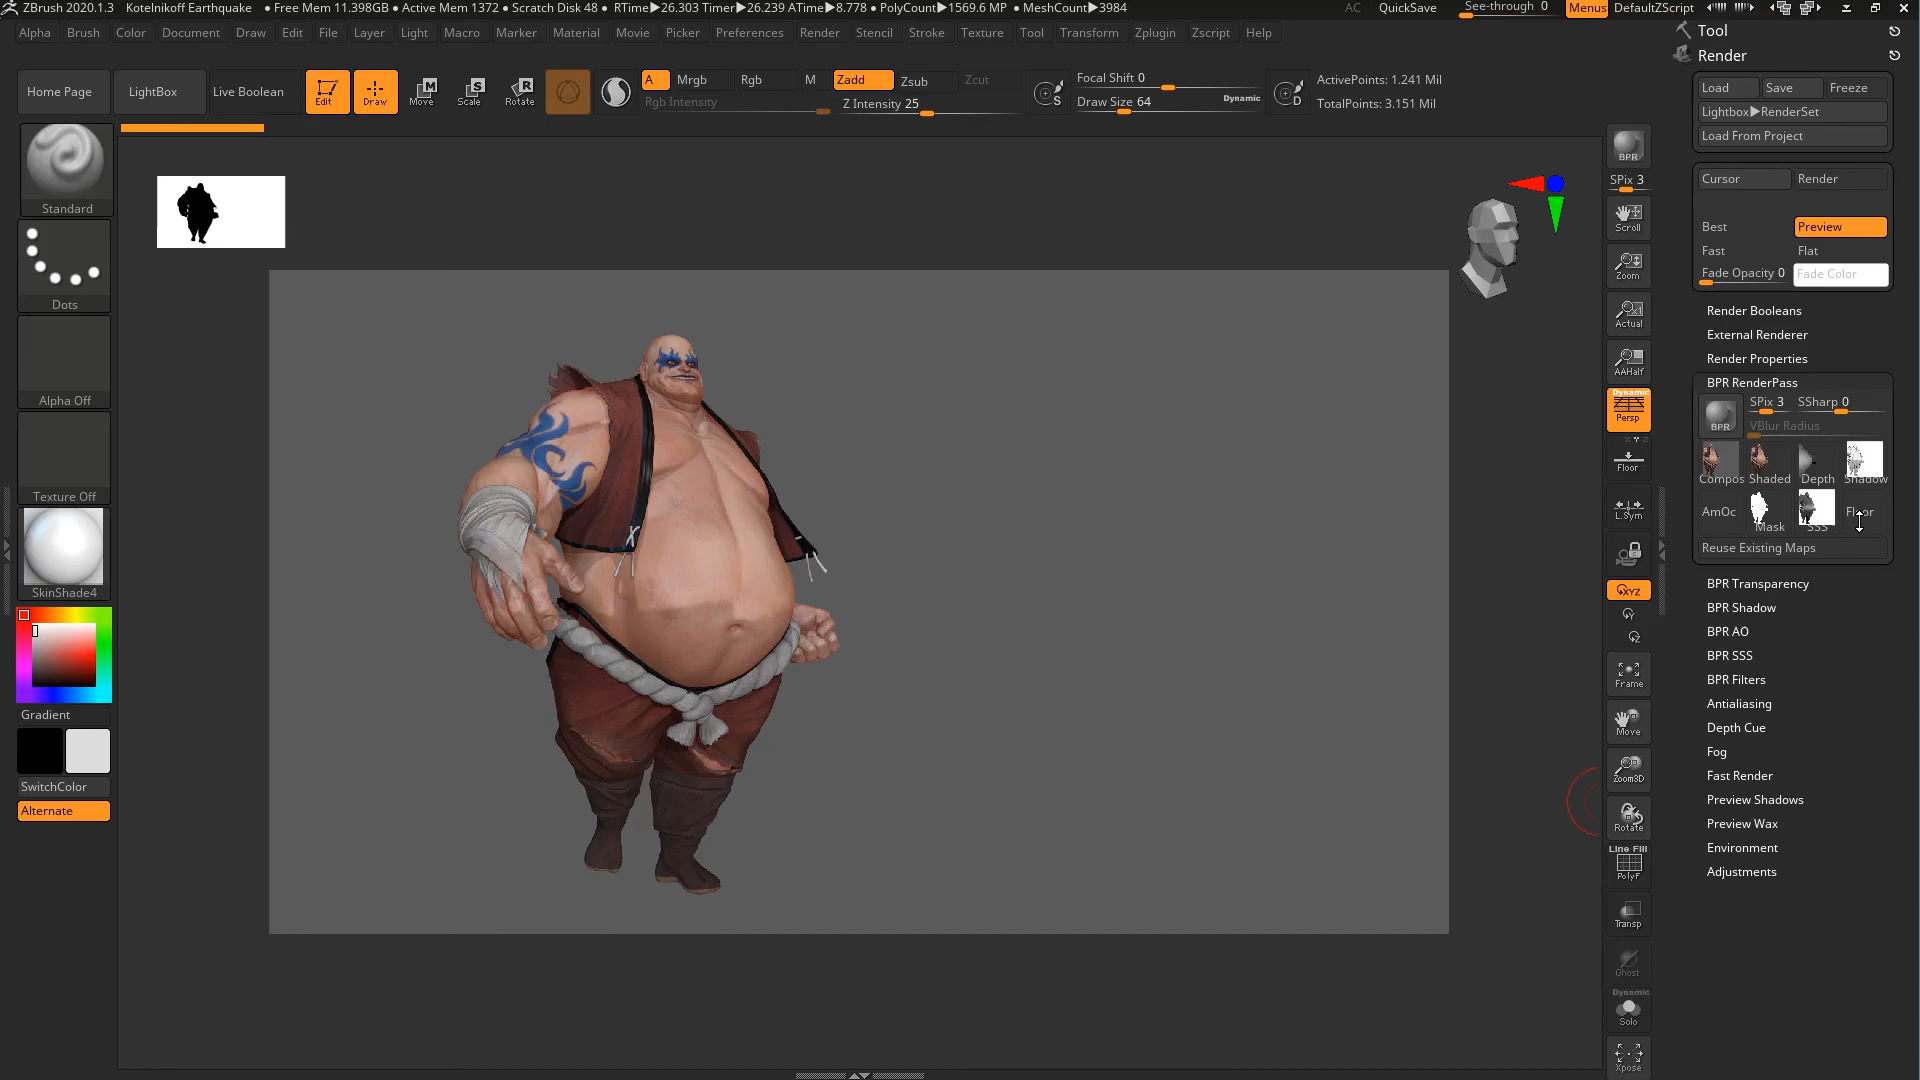 ZBrush 2020.1.3 Kotelnikoff Earthquake ● Free Mem 11.398GB ● Active Mem 1372 ● Scratch Disk 48 ● RTime▶26.303 Timer▶26.239 ATime▶8.778 ● PolyCount▶1569.6 MP ● MeshCount▶3984 AC QuickSave See-through 0 Menus DefaultZScript
Alpha Brush Color Document Draw Edit File Layer Light Macro Marker Material Movie Picker Preferences Render Stencil Stroke Texture Tool Transform Zplugin Zscript Help
Home Page LightBox Live Boolean Edit Draw Move Scale Rotate
A Mrgb Rgb M Zadd Zsub Zcut
Rgb Intensity Z Intensity 25
Focal Shift 0
Draw Size 64 Dynamic
ActivePoints: 1.241 Mil
TotalPoints: 3.151 Mil
Standard
Dots
Alpha Off
Texture Off
SkinShade4
Gradient
SwitchColor
Alternate
BPR
SPix 3
Scroll
Zoom
Actual
AAHalf
Dynamic
Persp
Floor
L.Sym
XYZ
Y
Z
Frame
Move
Zoom3D
Rotate
Line Fill
PolyF
Transp
Ghost
Dynamic
Solo
Xpose
Tool
Render
Load Save Freeze
Lightbox▶RenderSet
Load From Project
Cursor Render
Best Preview
Fast Flat
Fade Opacity 0 Fade Color
Render Booleans
External Renderer
Render Properties
BPR RenderPass
BPR SPix 3 SSharp 0
VBlur Radius
Compos Shaded Depth Shadow
AmOc Mask SSS Floor
Reuse Existing Maps
BPR Transparency
BPR Shadow
BPR AO
BPR SSS
BPR Filters
Antialiasing
Depth Cue
Fog
Fast Render
Preview Shadows
Preview Wax
Environment
Adjustments